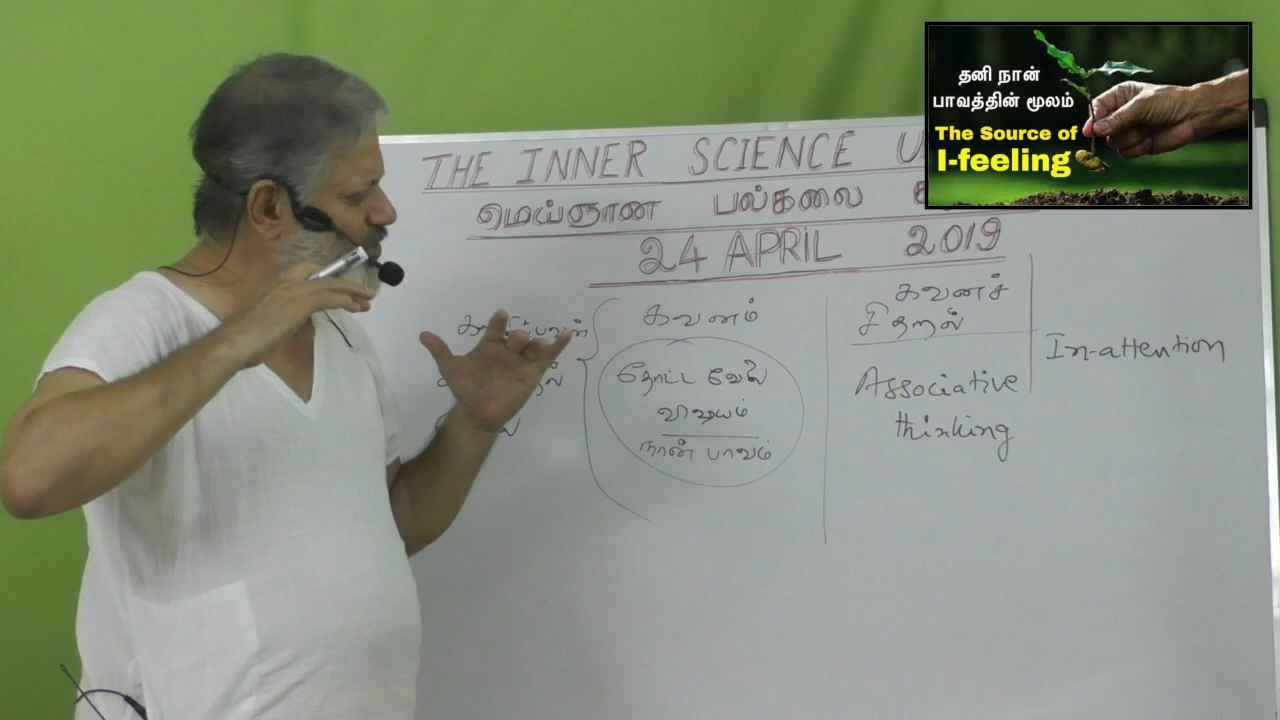 THE INNER SCIENCE
மெய்ஞான பல்கலை
24 APRIL 2019
தனி நான்
பாவத்தின் மூலம்
The Source of
I-feeling
கவனம்
விஷயம்
நான் பாவம்
கவனச்
சிதறல்
Associative
thinking
In-attention